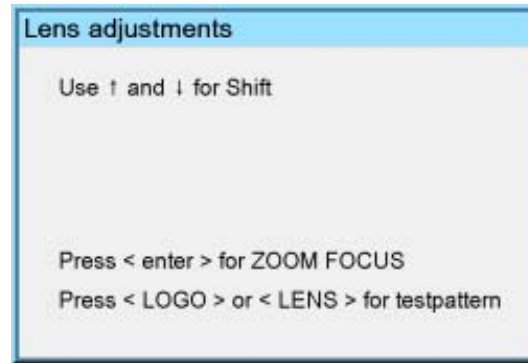 Lens adjustments
Use ↑ and ↓ for Shift
Press < enter > for ZOOM FOCUS
Press < LOGO > or < LENS > for testpattern